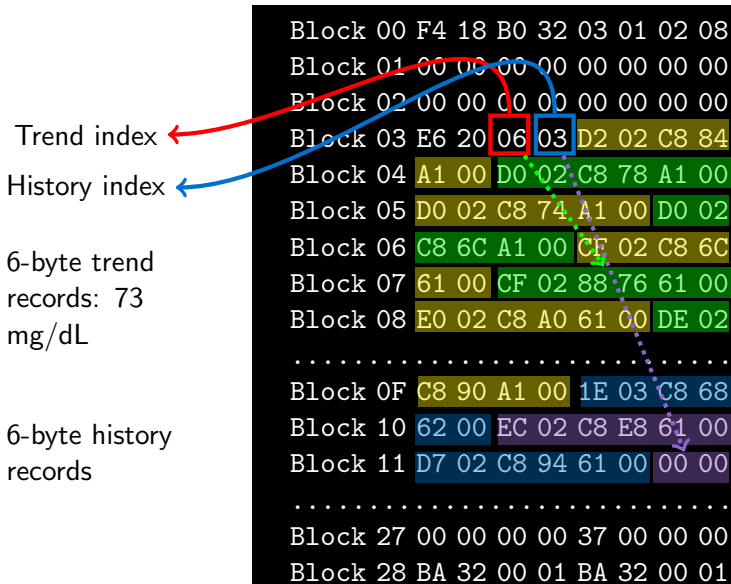 Block 00 F4 18 B0 32 03 01 02 08
Block 01 00 00 00 00 00 00 00 00
Block 02 00 00 00 00 00 00 00 00
Trend index
Block 03 E6 20 06 03 D2 02 C8 84
History index
Block 04 A1 00 D0 02 C8 78 A1 00
Block 05 D0 02 C8 74 A1 00 D0 02
6-byte trend
records: 73
mg/dL
Block 06 C8 6C A1 00 CF 02 C8 6C
Block 07 61 00 CF 02 88 76 61 00
Block 08 E0 02 C8 A0 61 00 DE 02
..............................
Block 0F C8 90 A1 00 1E 03 C8 68
6-byte history
records
Block 10 62 00 EC 02 C8 E8 61 00
Block 11 D7 02 C8 94 61 00 00 00
..............................
Block 27 00 00 00 00 37 00 00 00
Block 28 BA 32 00 01 BA 32 00 01